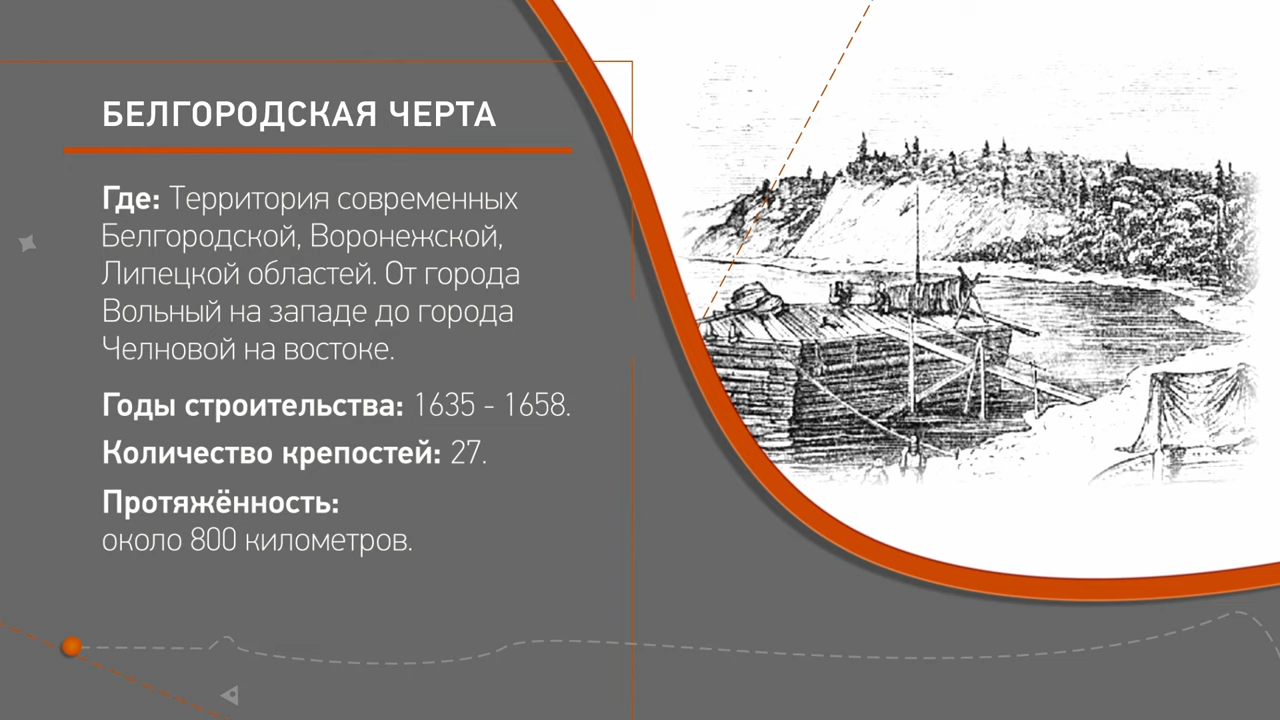 БЕЛГОРОДСКАЯ ЧЕРТА
Где: Территория современных
Белгородской, Воронежской,
Липецкой областей. От города
Вольный на западе до города
Челновой на востоке.
Годы строительства: 1635 - 1658.
Количество крепостей: 27.
Протяжённость:
около 800 километров.